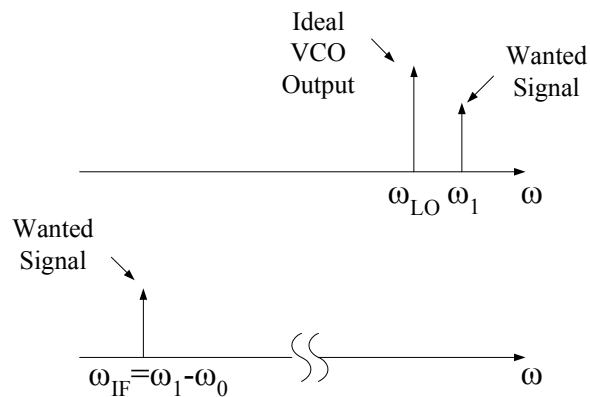 Ideal
VCO
Output
Wanted
Signal
ω_LO ω_1 ω
Wanted
Signal
ω_IF=ω_1-ω_0 ω